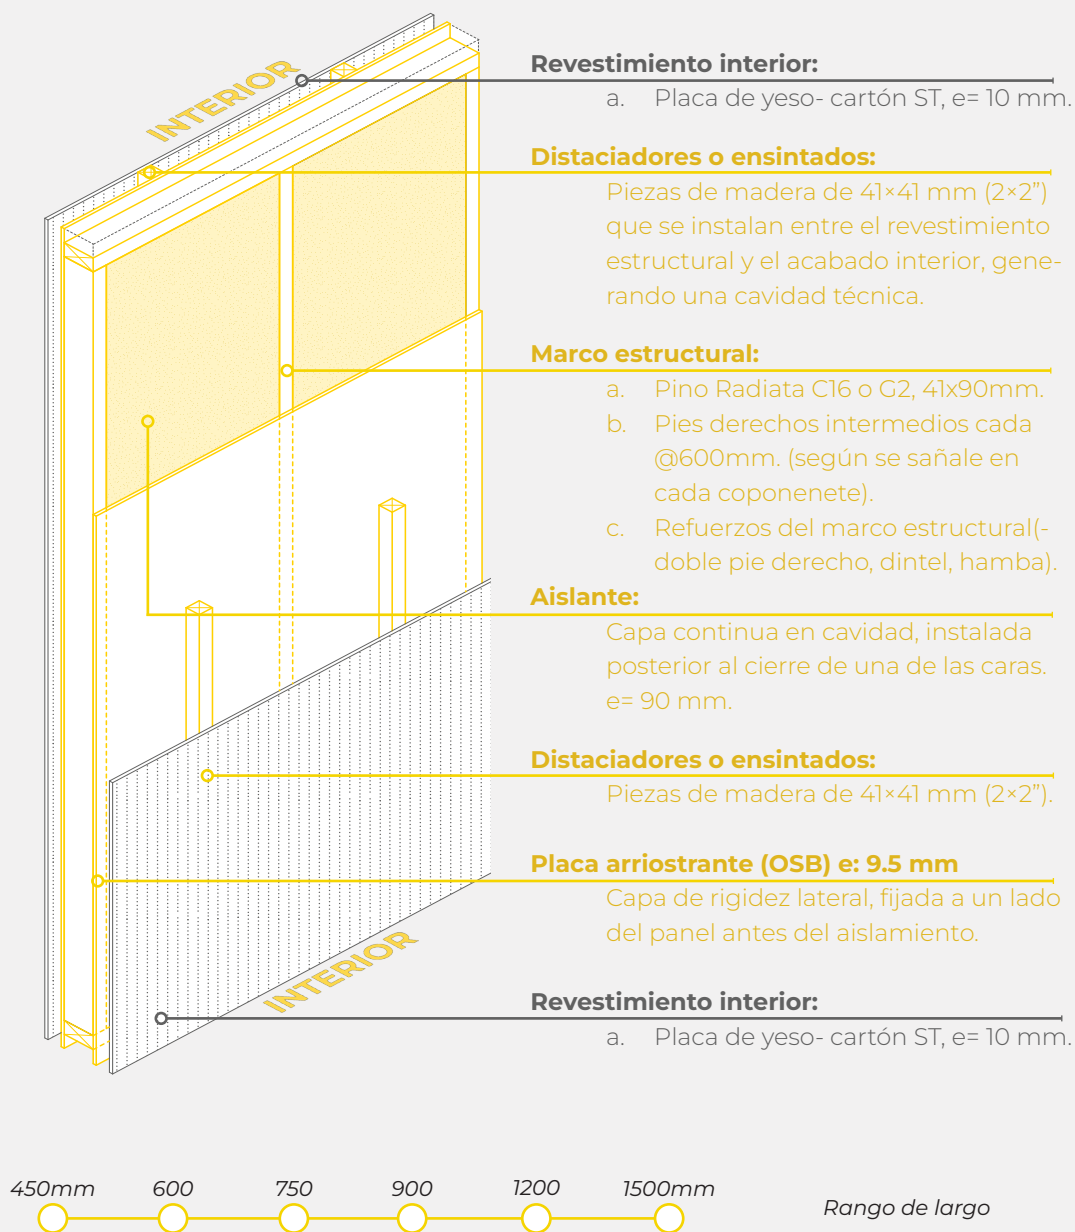 INTERIOR
Revestimiento interior:
a. Placa de yeso- cartón ST, e= 10 mm.
Distaciadores o ensintados:
Piezas de madera de 41×41 mm (2×2”)
que se instalan entre el revestimiento
estructural y el acabado interior, gene-
rando una cavidad técnica.
Marco estructural:
a. Pino Radiata C16 o G2, 41x90mm.
b. Pies derechos intermedios cada
@600mm. (según se sañale en
cada coponenete).
c. Refuerzos del marco estructural(-
doble pie derecho, dintel, hamba).
Aislante:
Capa continua en cavidad, instalada
posterior al cierre de una de las caras.
e= 90 mm.
Distaciadores o ensintados:
Piezas de madera de 41×41 mm (2×2”).
Placa arriostrante (OSB) e: 9.5 mm
Capa de rigidez lateral, fijada a un lado
del panel antes del aislamiento.
INTERIOR
Revestimiento interior:
a. Placa de yeso- cartón ST, e= 10 mm.
450mm 600 750 900 1200 1500mm
Rango de largo